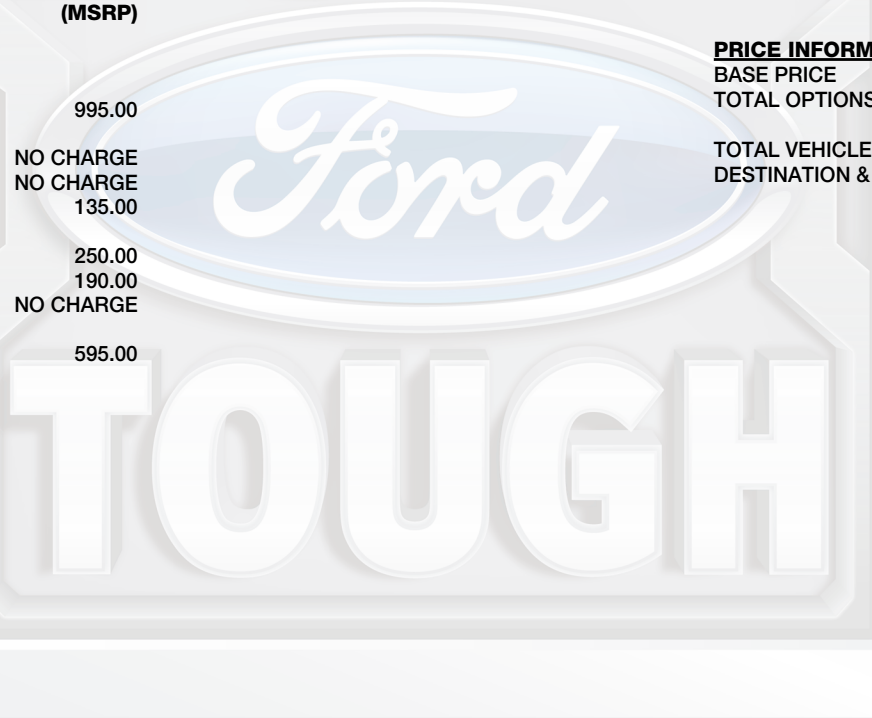 (MSRP)
995.00
NO CHARGE
NO CHARGE
135.00
250.00
190.00
NO CHARGE
595.00
PRICE INFORM
BASE PRICE
TOTAL OPTIONS
TOTAL VEHICLE
DESTINATION &
Ford
TOUGH